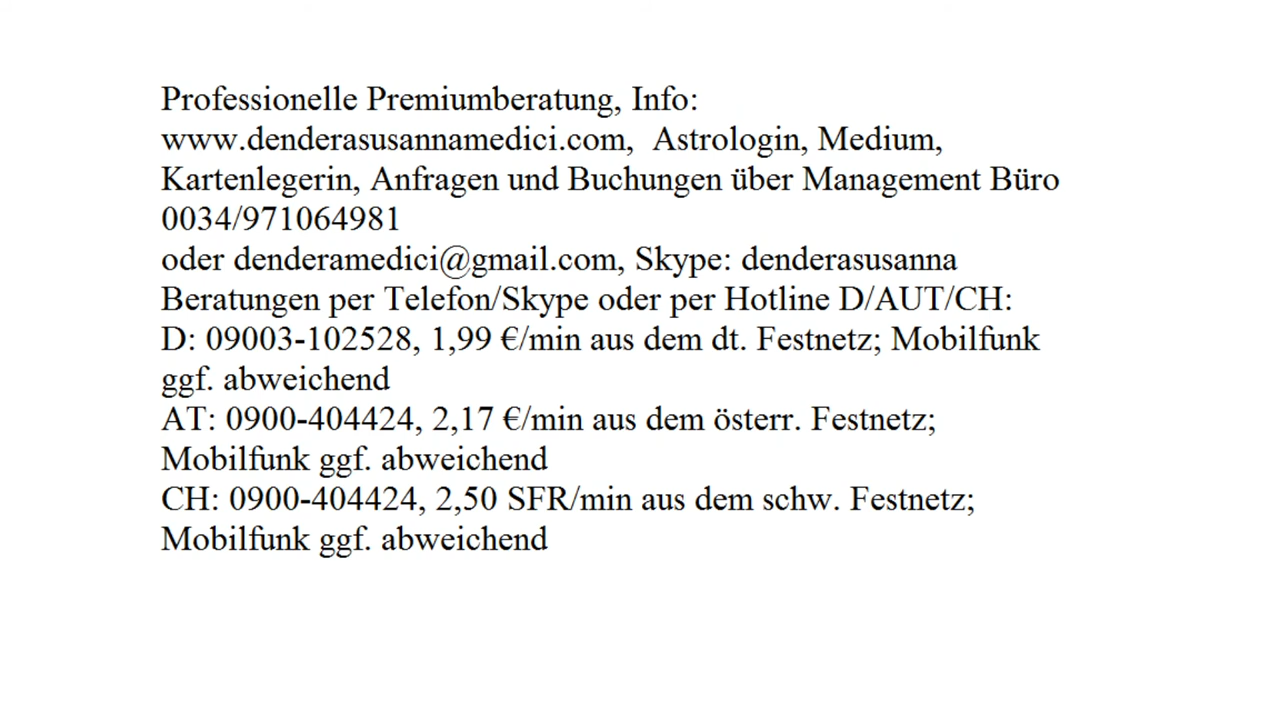 Professionelle Premiumberatung, Info:
www.denderasusannamedici.com,  Astrologin, Medium,
Kartenlegerin, Anfragen und Buchungen über Management Büro
0034/971064981
oder denderamedici@gmail.com, Skype: denderasusanna
Beratungen per Telefon/Skype oder per Hotline D/AUT/CH:
D: 09003-102528, 1,99 €/min aus dem dt. Festnetz; Mobilfunk
ggf. abweichend
AT: 0900-404424, 2,17 €/min aus dem österr. Festnetz;
Mobilfunk ggf. abweichend
CH: 0900-404424, 2,50 SFR/min aus dem schw. Festnetz;
Mobilfunk ggf. abweichend